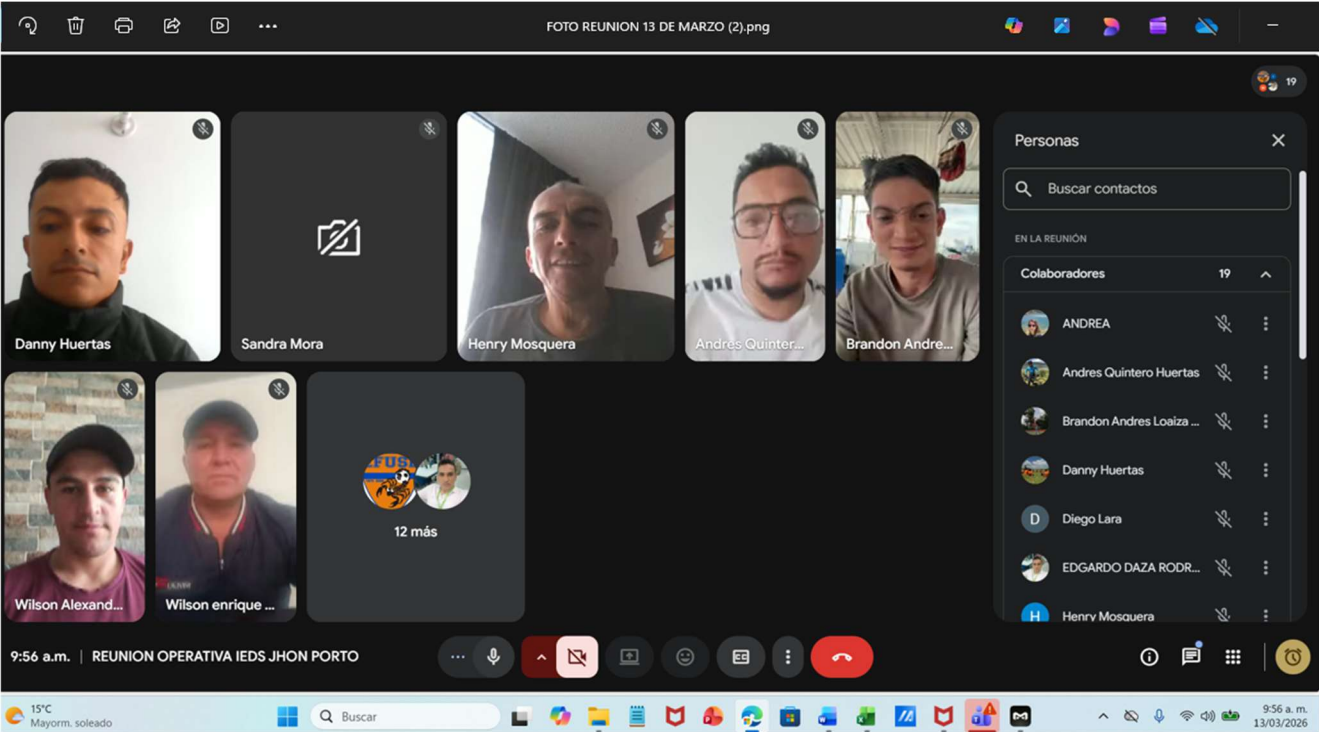 FOTO REUNION 13 DE MARZO (2).png
19
Danny Huertas
Sandra Mora
Henry Mosquera
Andres Quinter...
Brandon Andre...
Wilson Alexand...
Wilson enrique ...
12 más
Personas
Buscar contactos
EN LA REUNIÓN
Colaboradores 19
ANDREA
Andres Quintero Huertas
Brandon Andres Loaiza ...
Danny Huertas
D Diego Lara
EDGARDO DAZA RODR...
H Henry Mosquera
9:56 a.m. | REUNION OPERATIVA IEDS JHON PORTO
15°C
Mayorm. soleado
Buscar
9:56 a. m.
13/03/2026